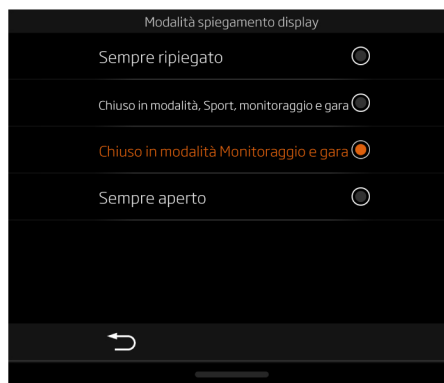 Modalità spiegamento display
Sempre ripiegato
Chiuso in modalità, Sport, monitoraggio e gara
Chiuso in modalità Monitoraggio e gara
Sempre aperto